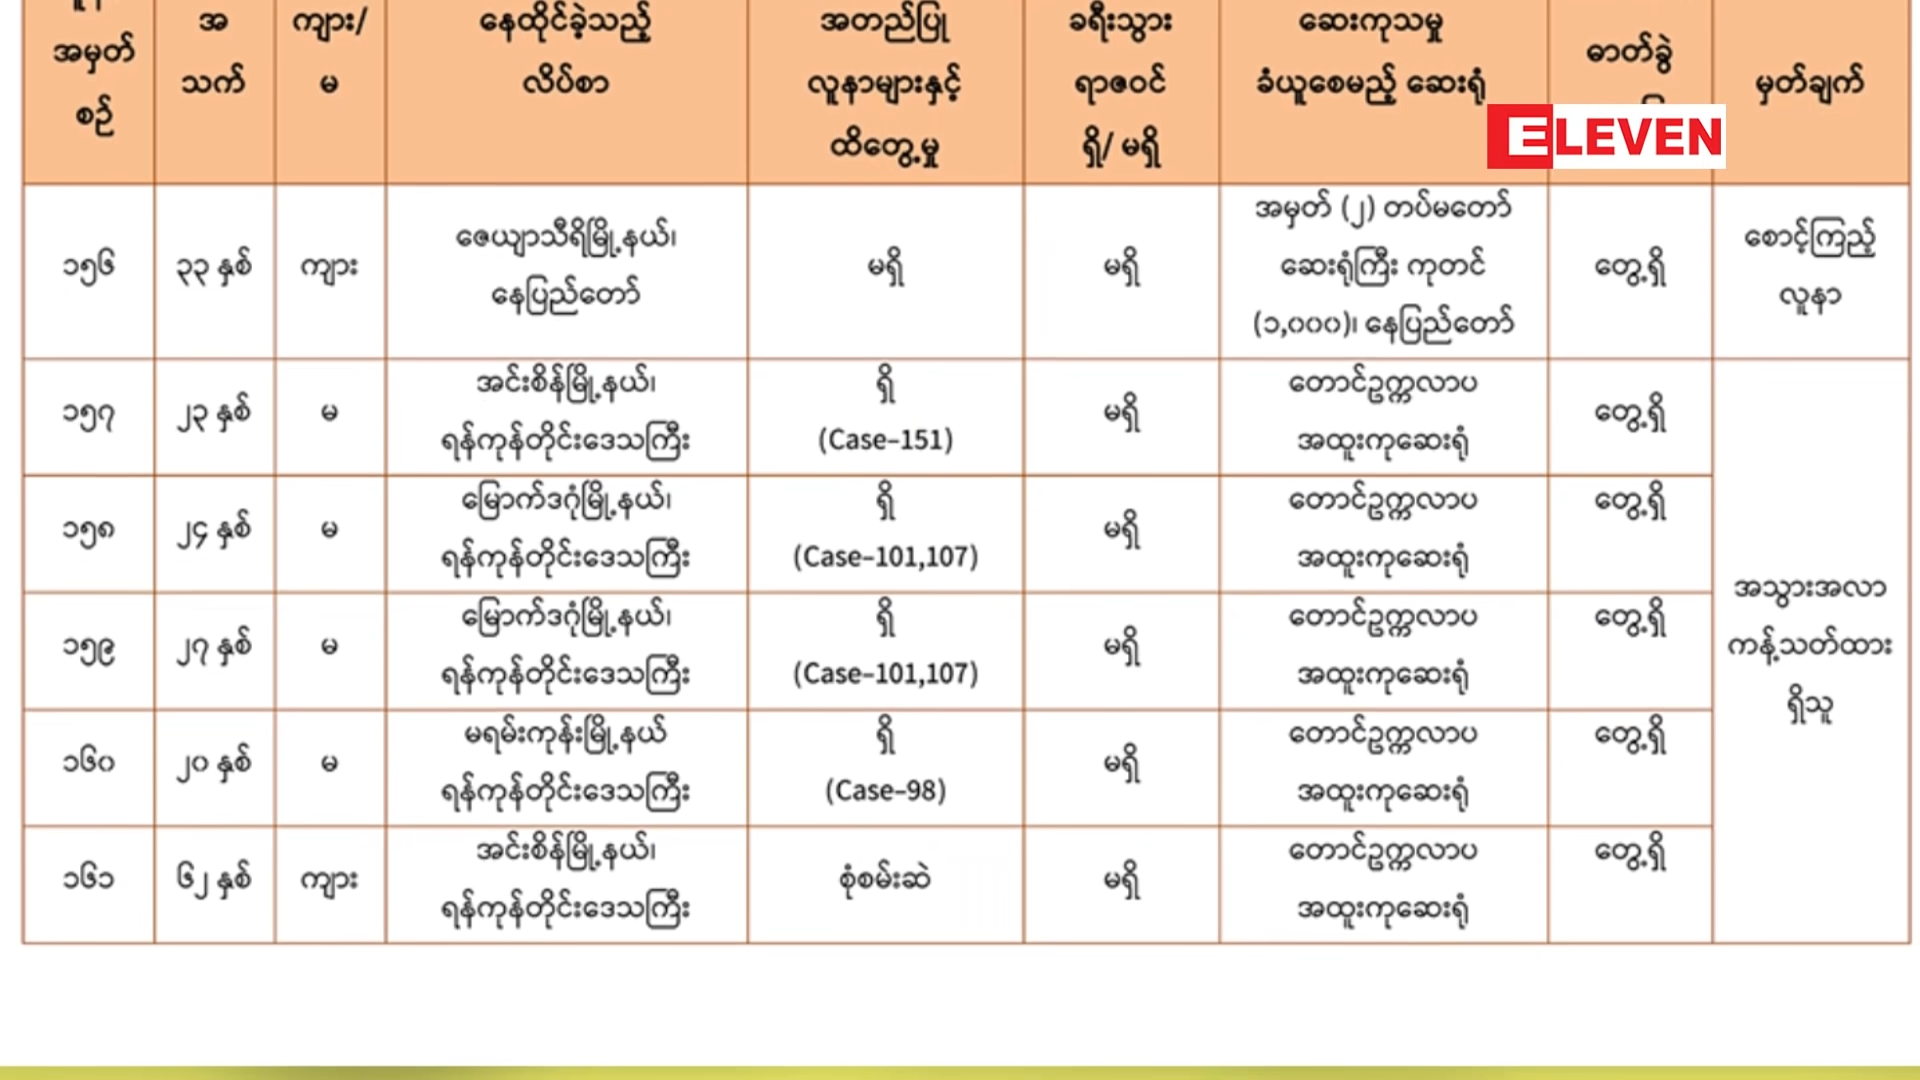 အမှတ်
စဉ်
အ
သက်
ကျား/
မ
နေထိုင်ခဲ့သည့်
လိပ်စာ
အတည်ပြု
လူနာများနှင့်
ထိတွေ့မှု
ခရီးသွား
ရာဇဝင်
ရှိ/ မရှိ
ဆေးကုသမှု
ခံယူစေမည့် ဆေးရုံ
ဓာတ်ခွဲ
မှတ်ချက်
ELEVEN
၁၅၆
၃၃ နှစ်
ကျား
ဇေယျာသီရိမြို့နယ်၊
နေပြည်တော်
မရှိ
မရှိ
အမှတ် (၂) တပ်မတော်
ဆေးရုံကြီး ကုတင်
(၁,၀၀၀)၊ နေပြည်တော်
တွေ့ရှိ
စောင့်ကြည့်
လူနာ
၁၅၇
၂၃ နှစ်
မ
အင်းစိန်မြို့နယ်၊
ရန်ကုန်တိုင်းဒေသကြီး
ရှိ
(Case–151)
မရှိ
တောင်ဥက္ကလာပ
အထူးကုဆေးရုံ
တွေ့ရှိ
အသွားအလာ
ကန့်သတ်ထား
ရှိသူ
၁၅၈
၂၄ နှစ်
မ
မြောက်ဒဂုံမြို့နယ်၊
ရန်ကုန်တိုင်းဒေသကြီး
ရှိ
(Case–101,107)
မရှိ
တောင်ဥက္ကလာပ
အထူးကုဆေးရုံ
တွေ့ရှိ
၁၅၉
၂၇ နှစ်
မ
မြောက်ဒဂုံမြို့နယ်၊
ရန်ကုန်တိုင်းဒေသကြီး
ရှိ
(Case–101,107)
မရှိ
တောင်ဥက္ကလာပ
အထူးကုဆေးရုံ
တွေ့ရှိ
၁၆၀
၂၀ နှစ်
မ
မရမ်းကုန်းမြို့နယ်
ရန်ကုန်တိုင်းဒေသကြီး
ရှိ
(Case–98)
မရှိ
တောင်ဥက္ကလာပ
အထူးကုဆေးရုံ
တွေ့ရှိ
၁၆၁
၆၂ နှစ်
ကျား
အင်းစိန်မြို့နယ်၊
ရန်ကုန်တိုင်းဒေသကြီး
စုံစမ်းဆဲ
မရှိ
တောင်ဥက္ကလာပ
အထူးကုဆေးရုံ
တွေ့ရှိ